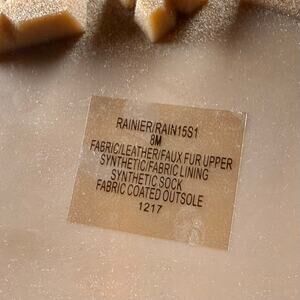 RAINIER/RAIN15S1
8M
FABRIC/LEATHER/FAUX FUR UPPER
SYNTHETIC/FABRIC LINING
SYNTHETIC SOCK
FABRIC COATED OUTSOLE
1217